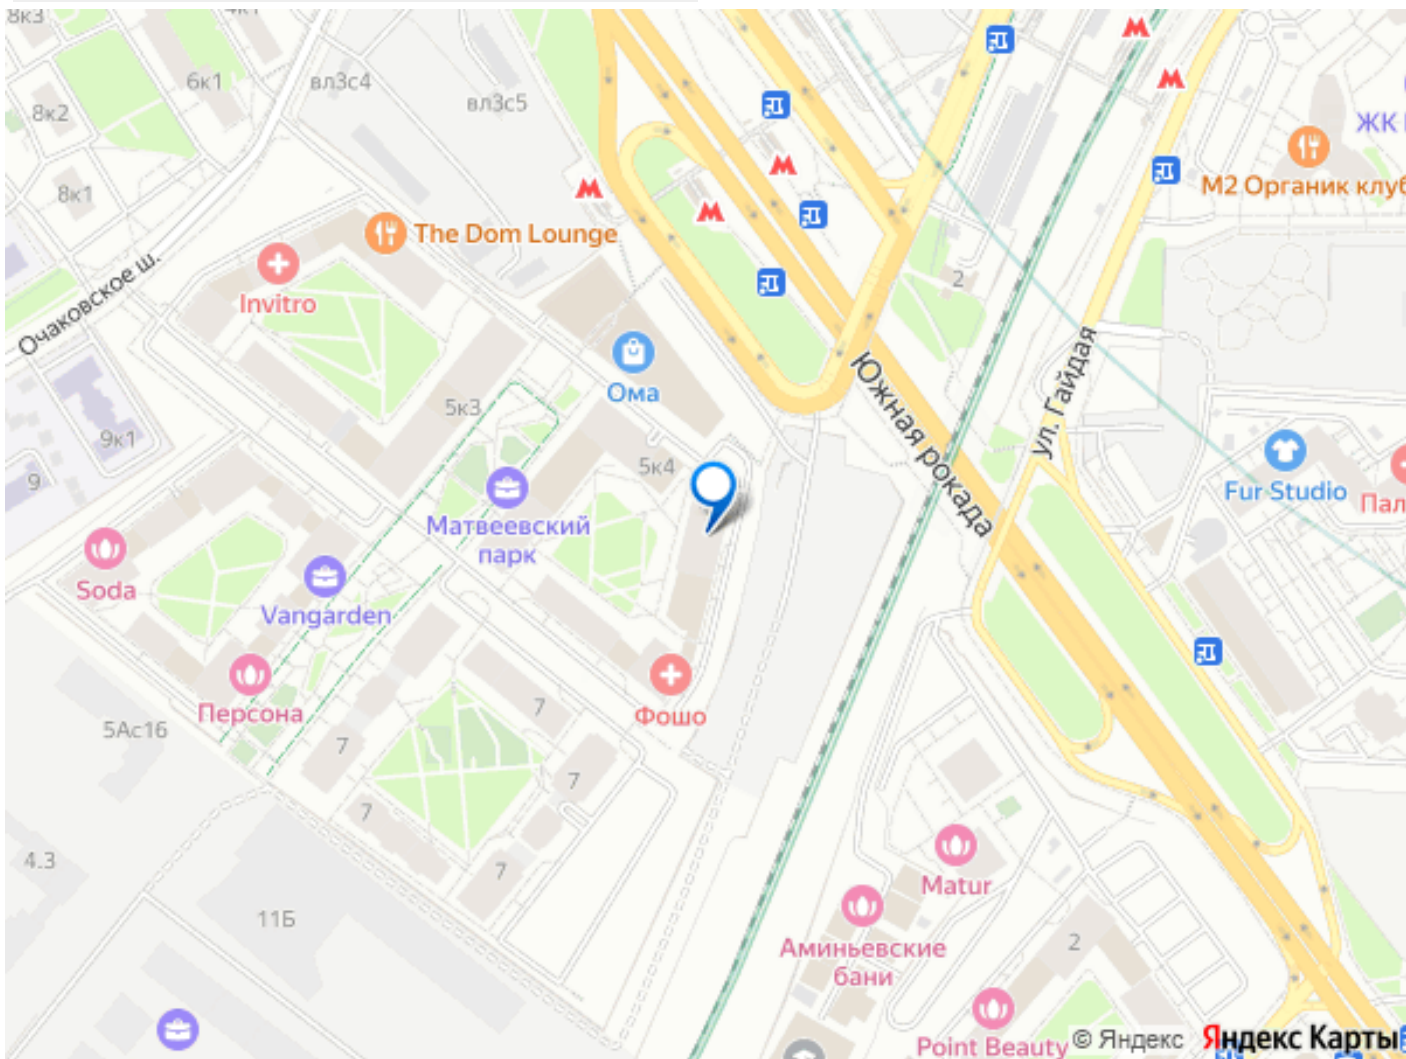 8к3
6к1
вл3с4
вл3с5
8к2
ЖК
8к1
М2 Органик клуб
The Dom Lounge
Очаковское ш.
Invitro
2
Ома
Южная рокада
ул. Гайдая
5к3
9к1
9
5к4
Fur Studio
Пал
Матвеевский
парк
Soda
Vangarden
Персона
Фошо
5Ас16
7
7
7
7
7
4.3
11Б
Matur
Аминьевские
бани
2
Point Beauty
© Яндекс
Яндекс Карты